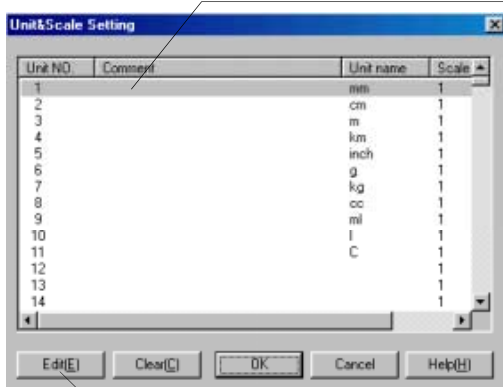 Unit&Scale Setting
Unit NO. Comment Unit name Scale
1 mm 1
2 cm 1
3 m 1
4 km 1
5 inch 1
6 g 1
7 kg 1
8 cc 1
9 ml 1
10 l 1
11 C 1
12 1
13 1
14 1
Edit(E) Clear(C) OK Cancel Help(H)